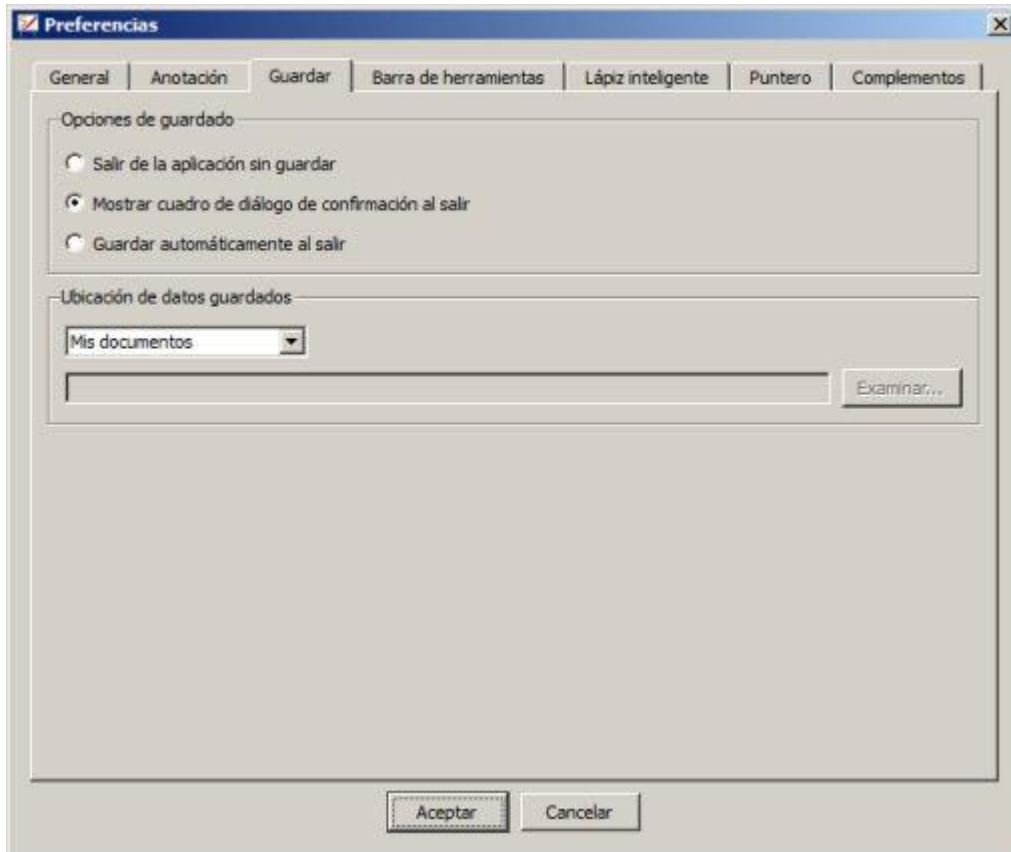 Preferencias
General Anotación Guardar Barra de herramientas Lápiz inteligente Puntero Complementos
Opciones de guardado
Salir de la aplicación sin guardar
Mostrar cuadro de diálogo de confirmación al salir
Guardar automáticamente al salir
Ubicación de datos guardados
Mis documentos
Examinar...
Aceptar Cancelar